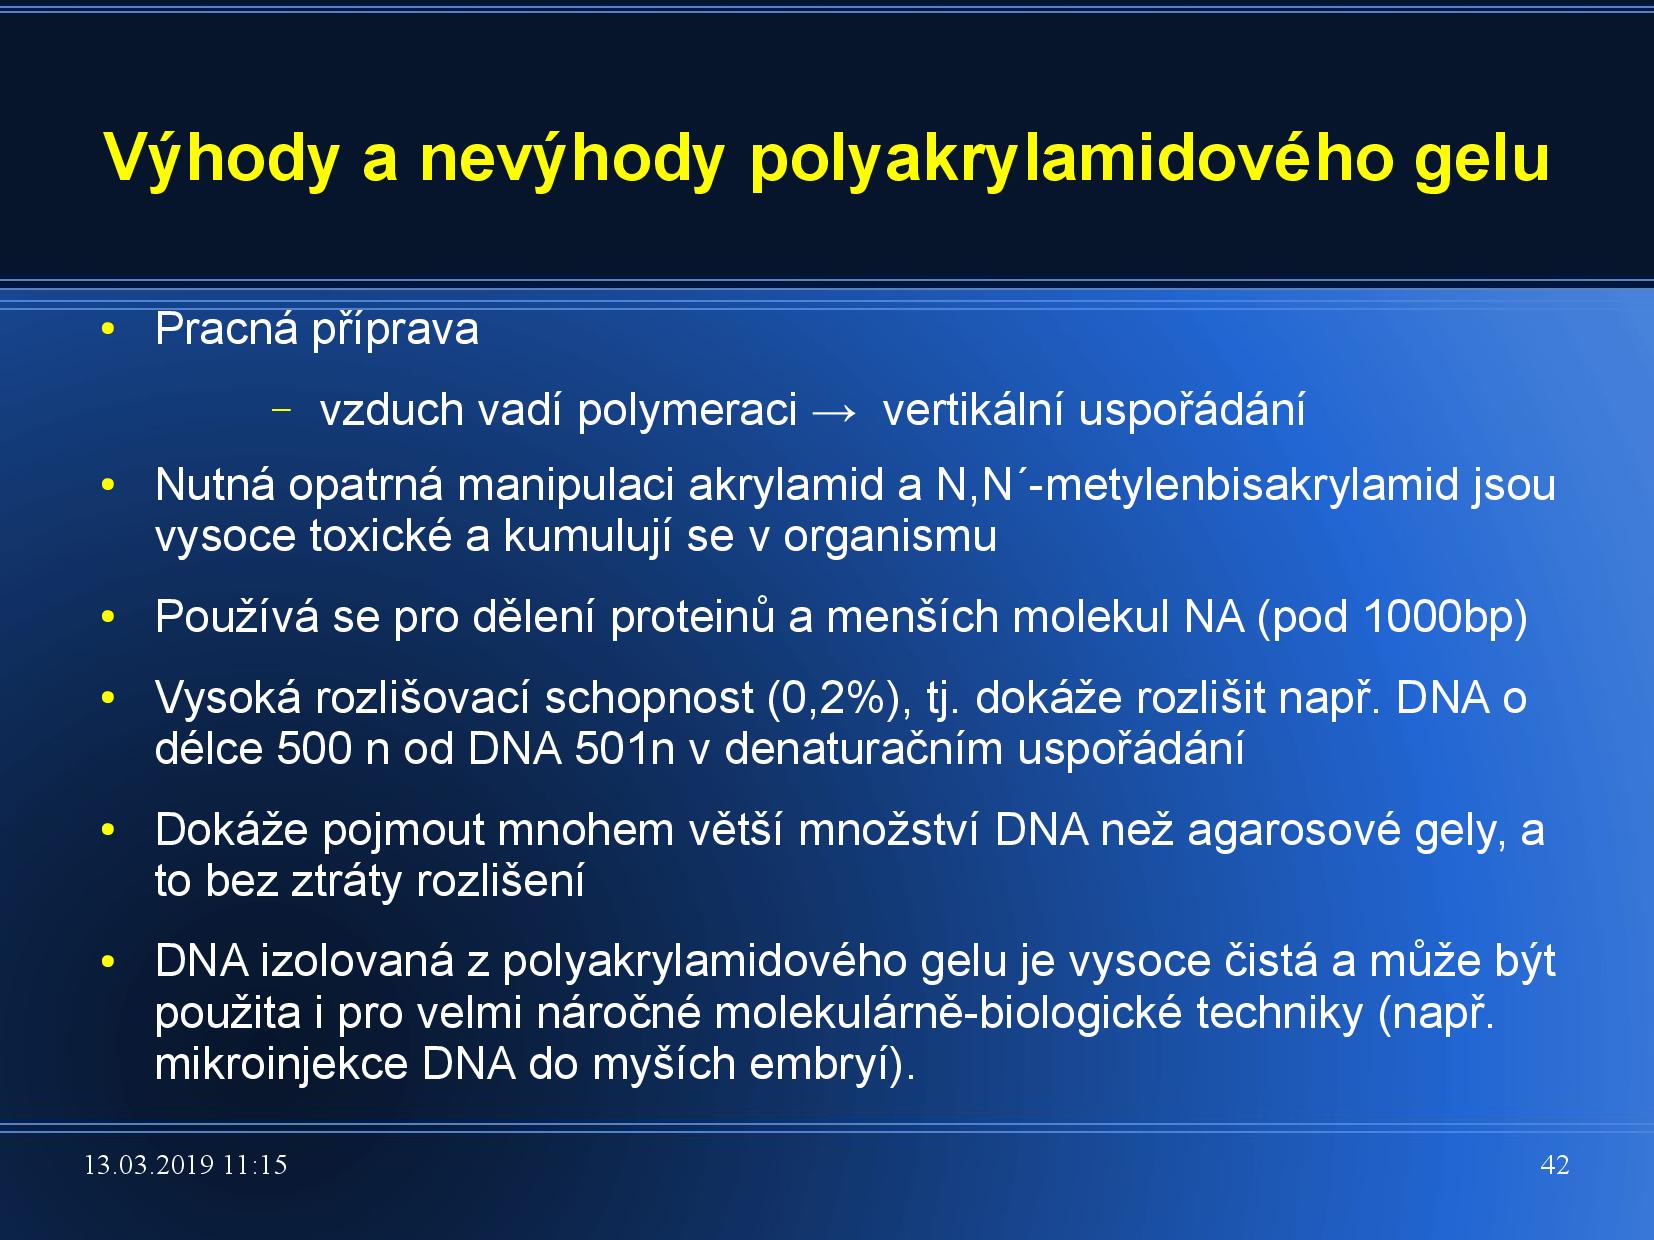 Výhody a nevýhody polyakrylamidového gelu
• Pracná příprava
– vzduch vadí polymeraci → vertikální uspořádání
• Nutná opatrná manipulaci akrylamid a N,N´-metylenbisakrylamid jsou
vysoce toxické a kumulují se v organismu
• Používá se pro dělení proteinů a menších molekul NA (pod 1000bp)
• Vysoká rozlišovací schopnost (0,2%), tj. dokáže rozlišit např. DNA o
délce 500 n od DNA 501n v denaturačním uspořádání
• Dokáže pojmout mnohem větší množství DNA než agarosové gely, a
to bez ztráty rozlišení
• DNA izolovaná z polyakrylamidového gelu je vysoce čistá a může být
použita i pro velmi náročné molekulárně-biologické techniky (např.
mikroinjekce DNA do myších embryí).
13.03.2019 11:15
42